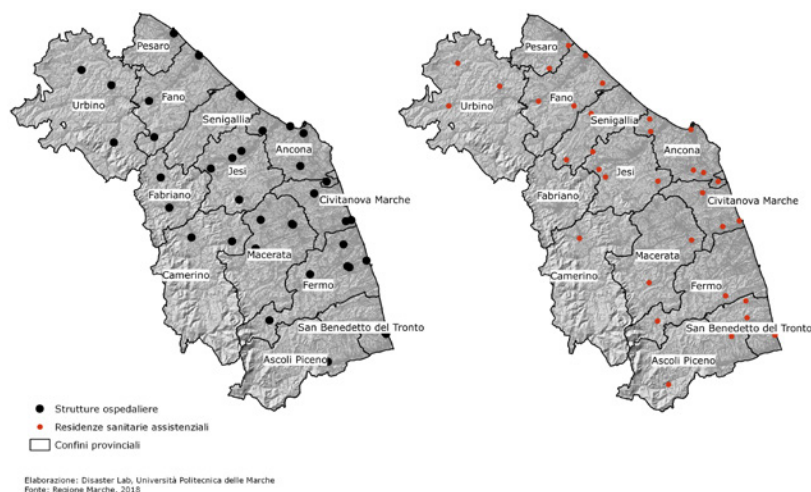 Pesaro
Urbino
Fano
Senigallia
Ancona
Jesi
Fabriano
Civitanova Marche
Camerino
Macerata
Fermo
San Benedetto del Tronto
Ascoli Piceno
Pesaro
Urbino
Fano
Senigallia
Ancona
Jesi
Fabriano
Civitanova Marche
Macerata
Camerino
Fermo
San Benedetto del Tronto
Ascoli Piceno
Strutture ospedaliere
Residenze sanitarie assistenziali
Confini provinciali
Elaborazione: Disaster Lab, Università Politecnica delle Marche
Fonte: Regione Marche, 2018